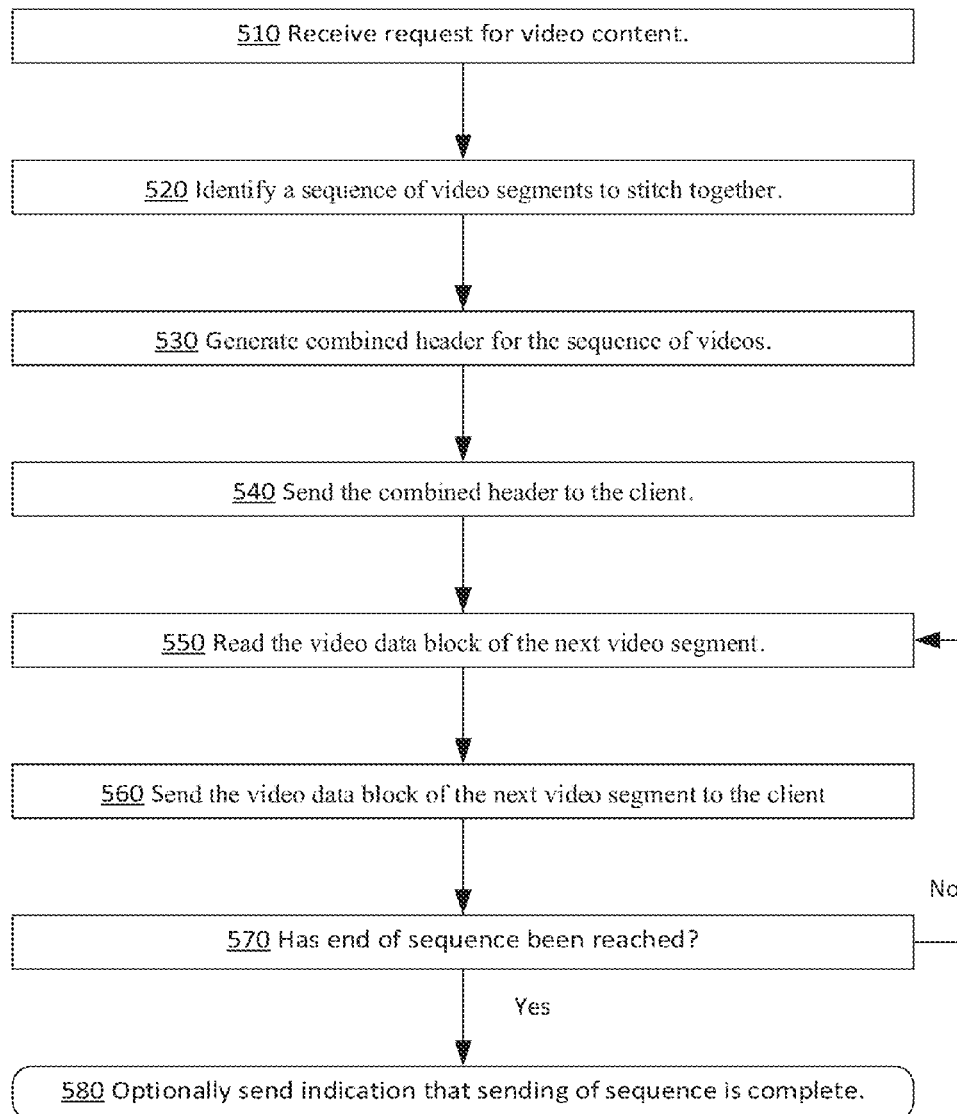 510 Receive request for video content.
520 Identify a sequence of video segments to stitch together.
530 Generate combined header for the sequence of videos.
540 Send the combined header to the client.
550 Read the video data block of the next video segment.
560 Send the video data block of the next video segment to the client
No
570 Has end of sequence been reached?
Yes
580 Optionally send indication that sending of sequence is complete.